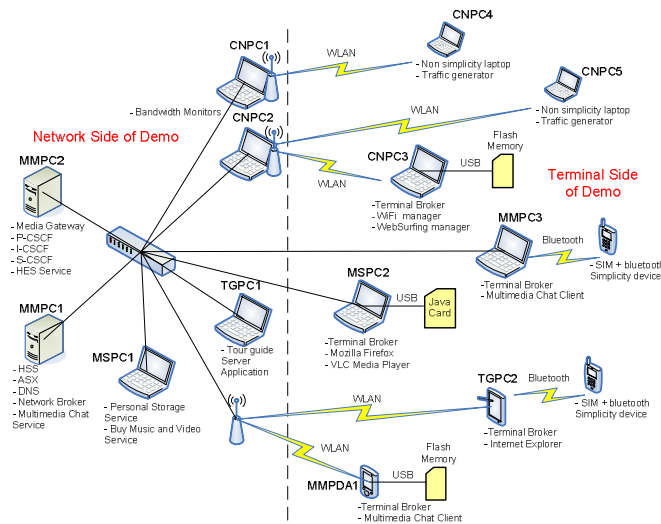 CNPC4
WLAN
- Non simplicity laptop
- Traffic generator
CNPC1
- Bandwidth Monitors
CNPC5
WLAN
- Non simplicity laptop
- Traffic generator
Network Side of Demo
CNPC2
WLAN
CNPC3
USB
Flash
Memory
-Terminal Broker
- WiFi manager
- WebSurfing manager
Terminal Side
of Demo
MMPC2
- Media Gateway
- P-CSCF
- I-CSCF
- S-CSCF
- HES Service
MMPC3
Bluetooth
- SIM + bluetooth
Simplicity device
-Terminal Broker
- Multimedia Chat Client
TGPC1
- Tour guide
Server
Application
MSPC2
USB
Java
Card
-Terminal Broker
- Mozilla Firefox
- VLC Media Player
MMPC1
- HSS
- ASX
- DNS
- Network Broker
- Multimedia Chat
Service
MSPC1
- Personal Storage
Service
- Buy Music and Video
Service
TGPC2
Bluetooth
- SIM + bluetooth
Simplicity device
WLAN
-Terminal Broker
- Internet Explorer
WLAN
MMPDA1
USB
Flash
Memory
-Terminal Broker
- Multimedia Chat Client